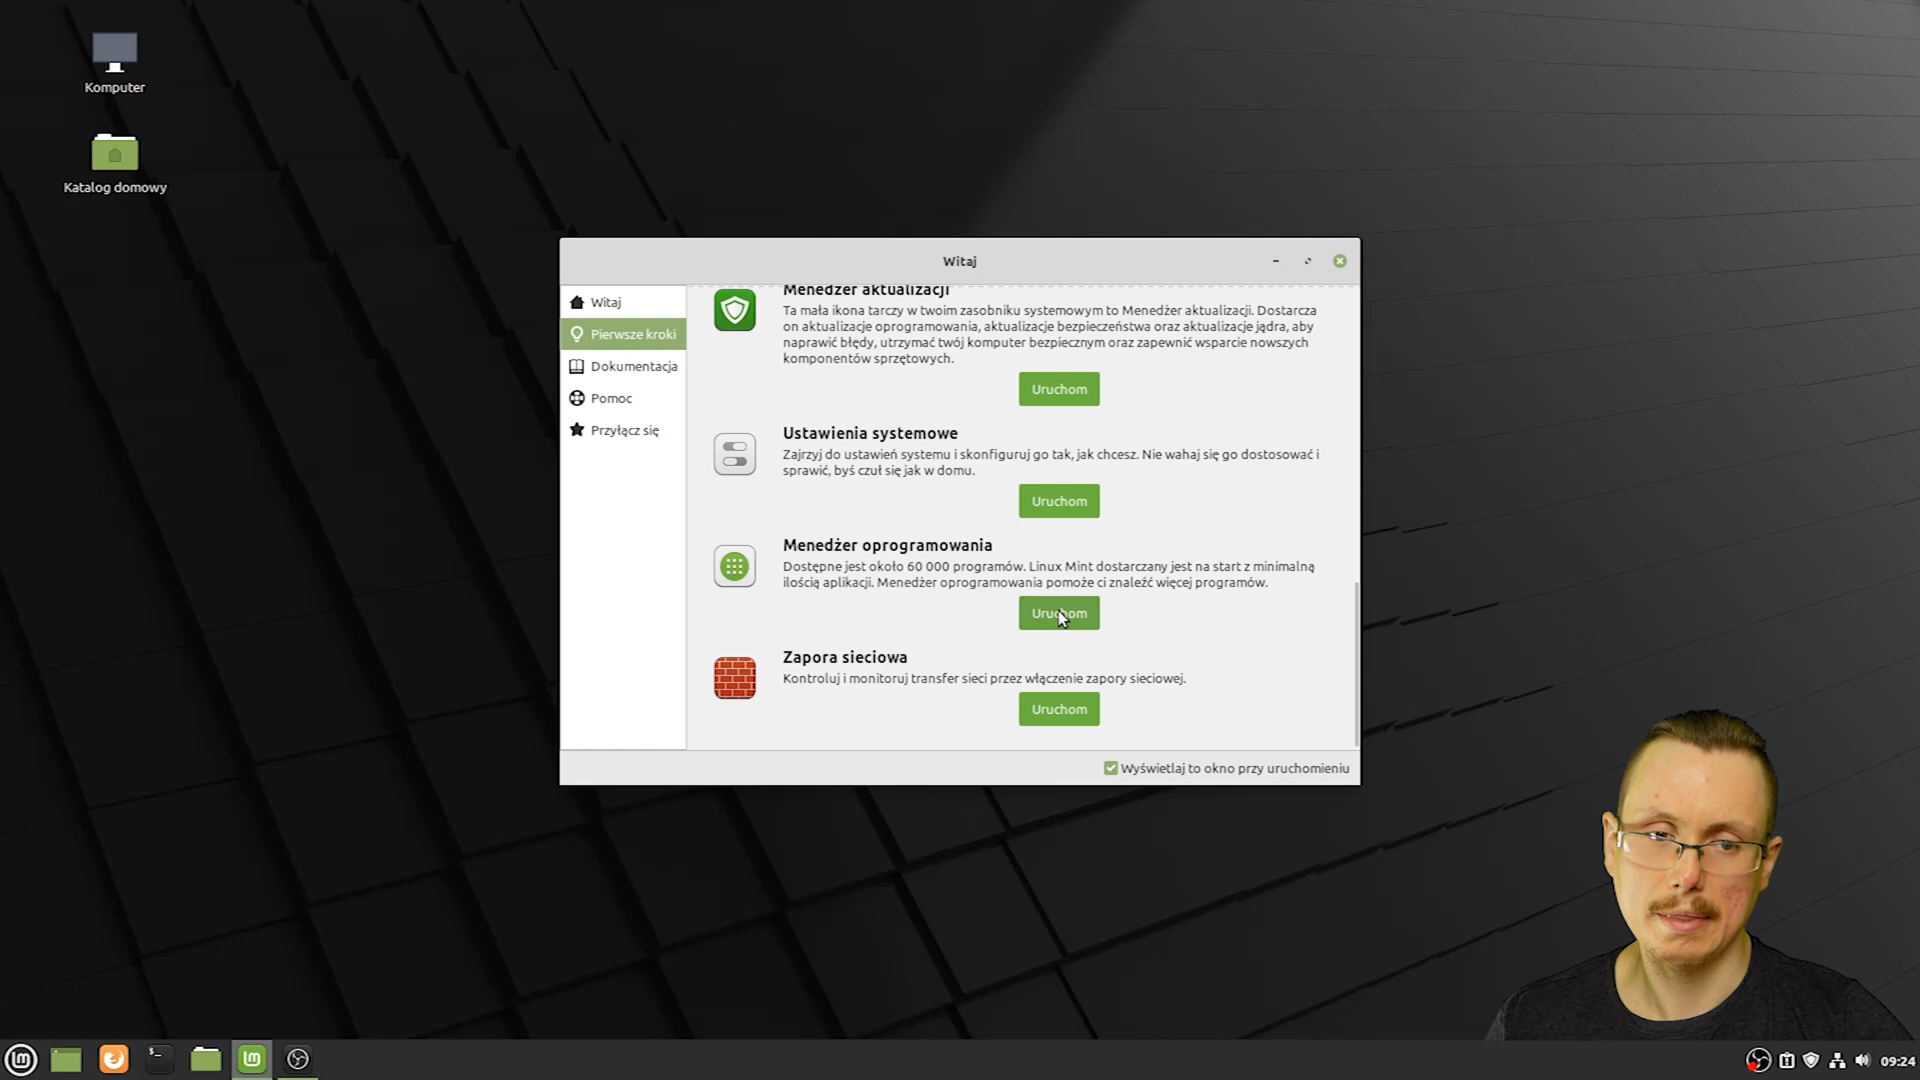 Komputer
Katalog domowy
Witaj
Witaj
Pierwsze kroki
Dokumentacja
Pomoc
Przyłącz się
Menedżer aktualizacji
Ta mała ikona tarczy w twoim zasobniku systemowym to Menedżer aktualizacji. Dostarcza
on aktualizacje oprogramowania, aktualizacje bezpieczeństwa oraz aktualizacje jądra, aby
naprawić błędy, utrzymać twój komputer bezpiecznym oraz zapewnić wsparcie nowszych
komponentów sprzętowych.
Uruchom
Ustawienia systemowe
Zajrzyj do ustawień systemu i skonfiguruj go tak, jak chcesz. Nie wahaj się go dostosować i
sprawić, byś czuł się jak w domu.
Uruchom
Menedżer oprogramowania
Dostępne jest około 60 000 programów. Linux Mint dostarczany jest na start z minimalną
ilością aplikacji. Menedżer oprogramowania pomoże ci znaleźć więcej programów.
Uruchom
Zapora sieciowa
Kontroluj i monitoruj transfer sieci przez włączenie zapory sieciowej.
Uruchom
Wyświetlaj to okno przy uruchomieniu
09:24